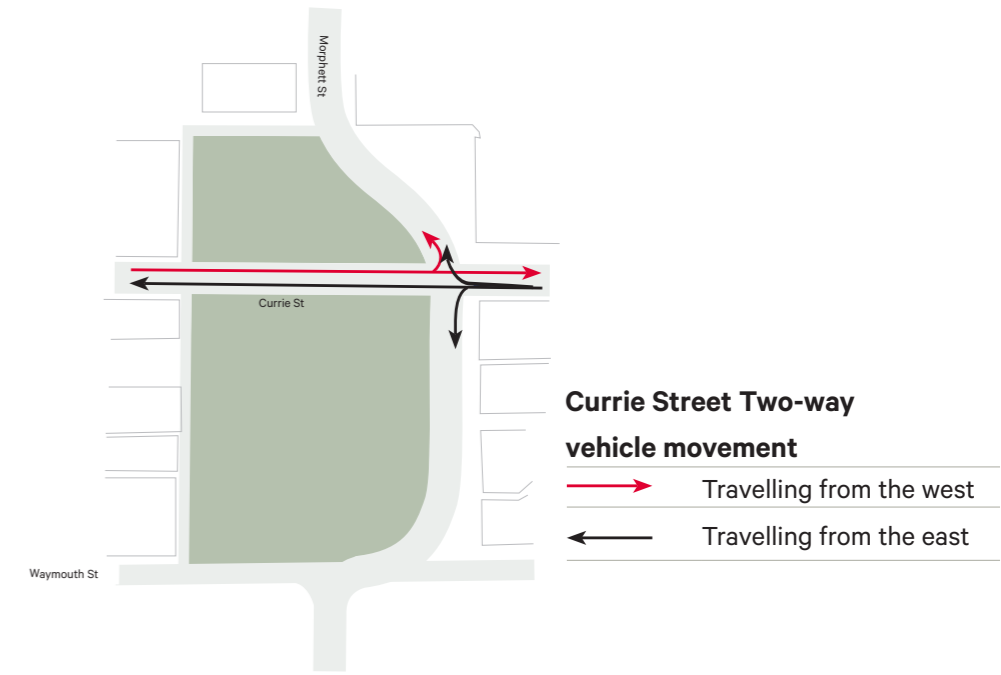 Morphett St
Currie St
Currie Street Two-way
vehicle movement
Travelling from the west
Travelling from the east
Waymouth St